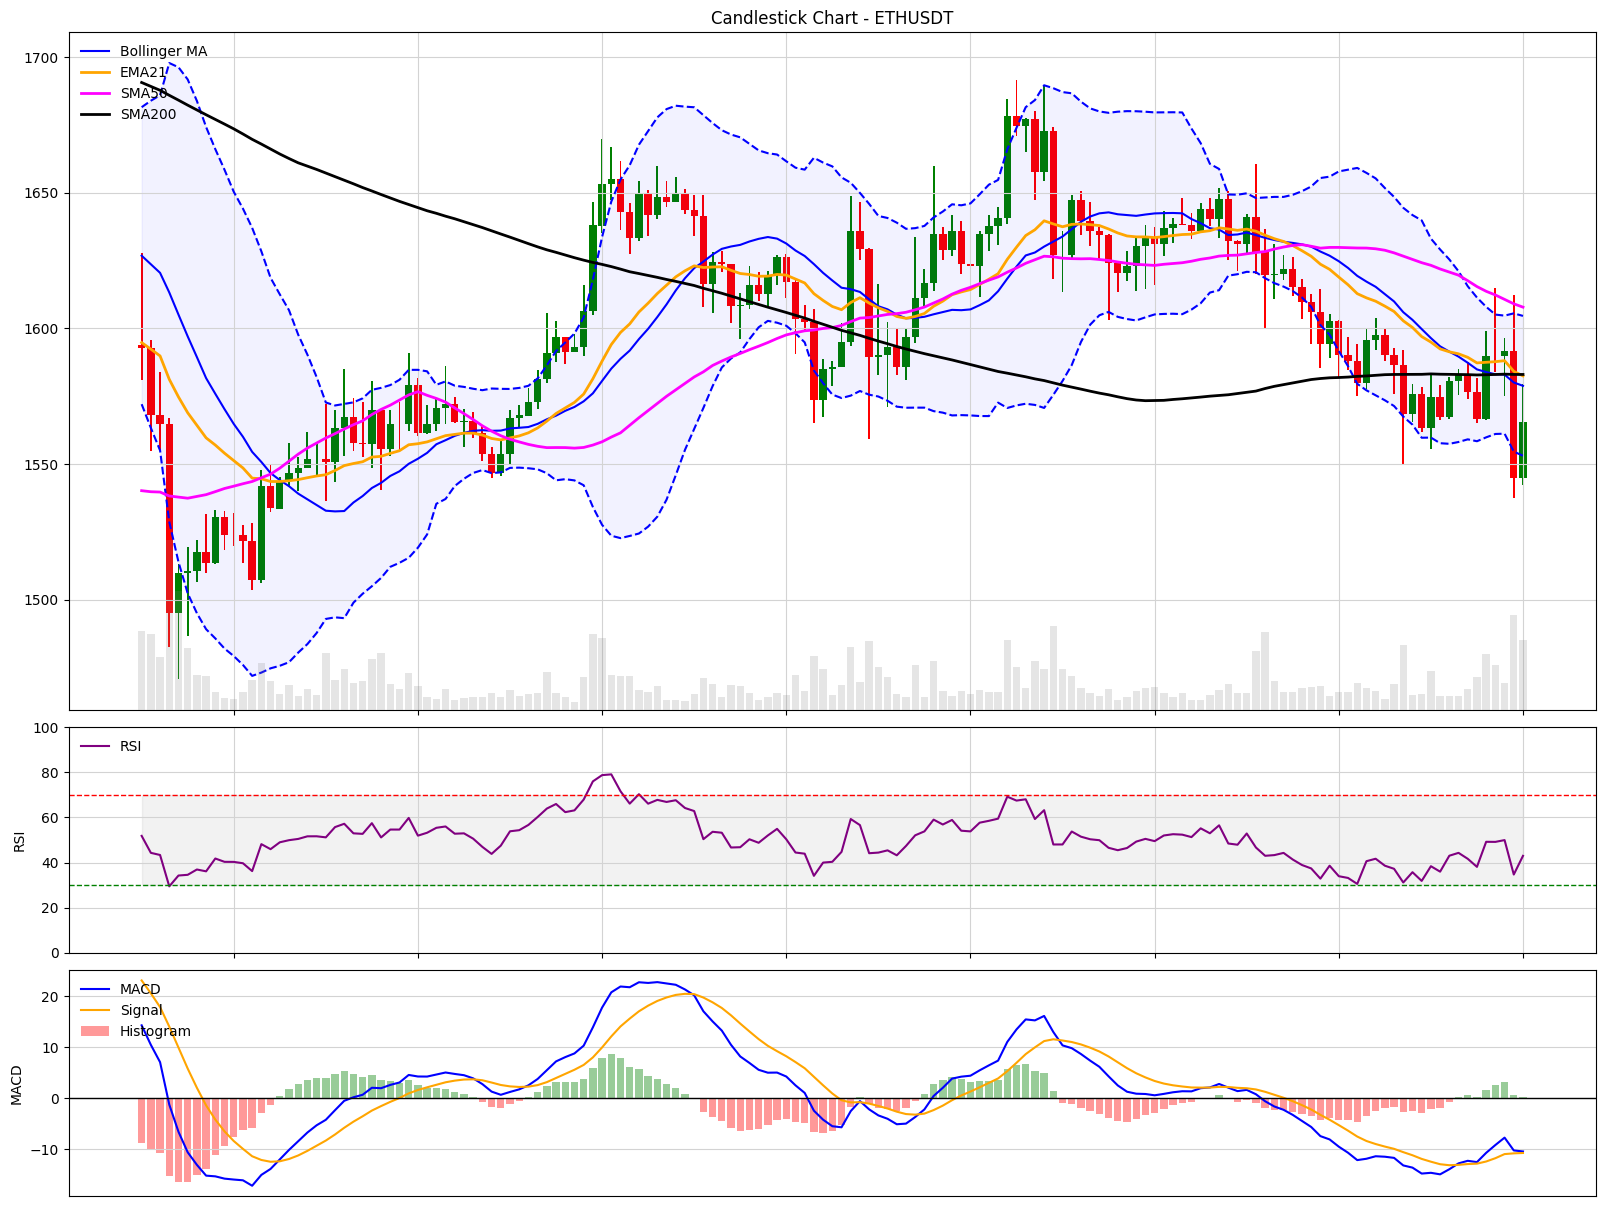 Candlestick Chart - ETHUSDT
1700
1650
1600
1550
1500
Bollinger MA
EMA21
SMA50
SMA200
100
80
60
40
20
0
RSI
RSI
20
10
0
−10
MACD
MACD
Signal
Histogram